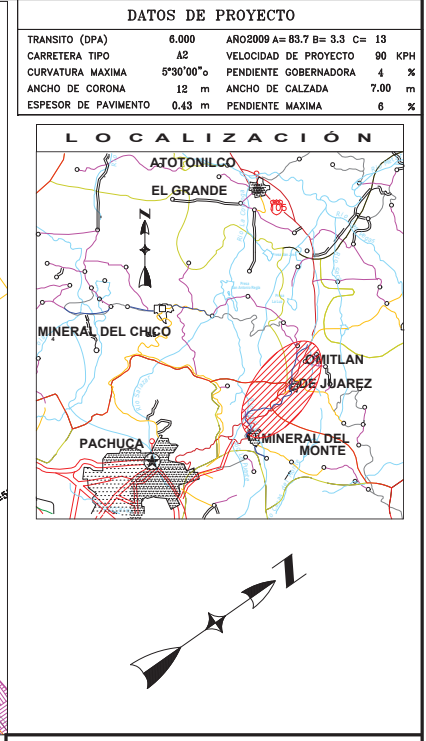 DATOS DE PROYECTO
TRANSITO (DPA) 6.000 AÑO2009 A= 83.7 B= 3.3 C= 13
CARRETERA TIPO A2 VELOCIDAD DE PROYECTO 90 KPH
CURVATURA MAXIMA 5°30'00"o PENDIENTE GOBERNADORA 4 %
ANCHO DE CORONA 12 m ANCHO DE CALZADA 7.00 m
ESPESOR DE PAVIMENTO 0.43 m PENDIENTE MAXIMA 6 %
LOCALIZACIÓN
ATOTONILCO
EL GRANDE
105
N
MINERAL DEL CHICO
4
OMITLAN
DE JUAREZ
PACHUCA
MINERAL DEL
MONTE
N